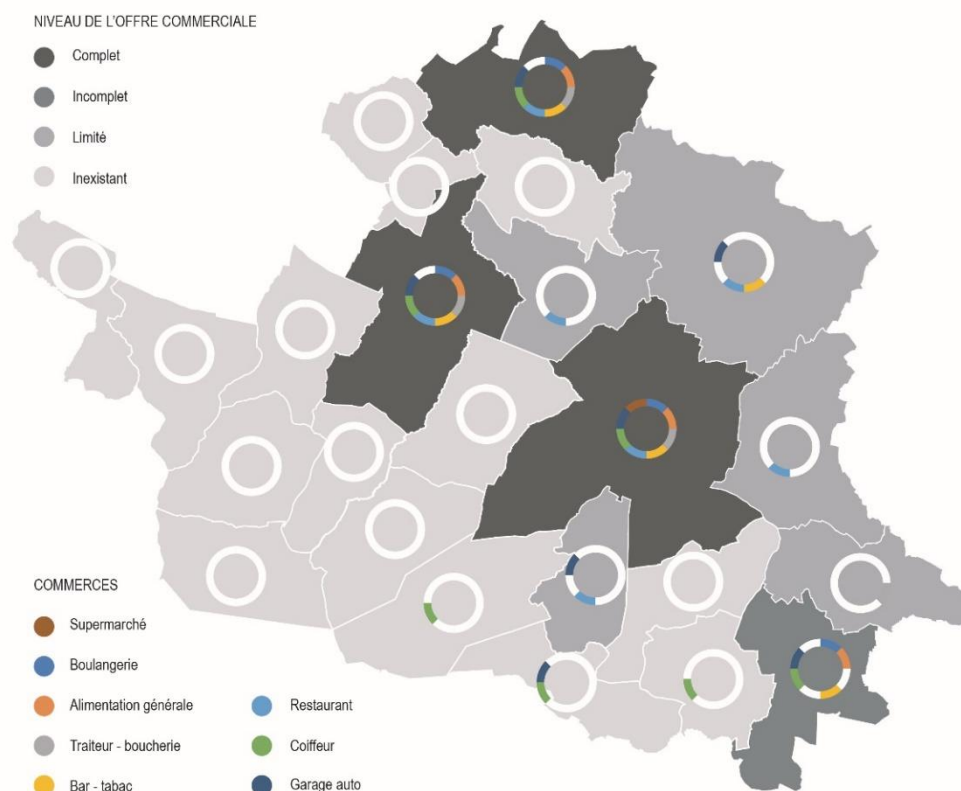 NIVEAU DE L'OFFRE COMMERCIALE
Complet
Incomplet
Limité
Inexistant
COMMERCES
Supermarché
Boulangerie
Alimentation générale
Traiteur - boucherie
Bar - tabac
Restaurant
Coiffeur
Garage auto